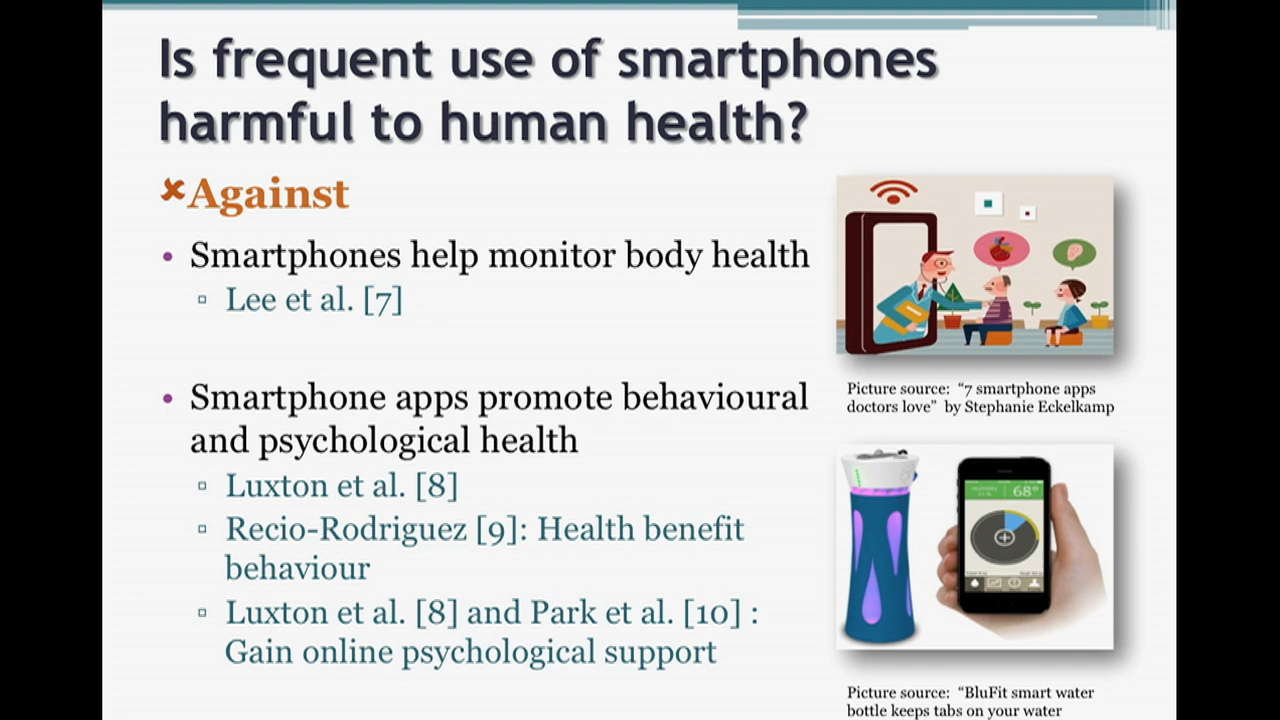 Is frequent use of smartphones
harmful to human health?
✘Against
• Smartphones help monitor body health
▫ Lee et al. [7]
• Smartphone apps promote behavioural
and psychological health
▫ Luxton et al. [8]
▫ Recio-Rodriguez [9]: Health benefit
behaviour
▫ Luxton et al. [8] and Park et al. [10] :
Gain online psychological support
Picture source: “7 smartphone apps
doctors love” by Stephanie Eckelkamp
68°
Picture source: “BluFit smart water
bottle keeps tabs on your water